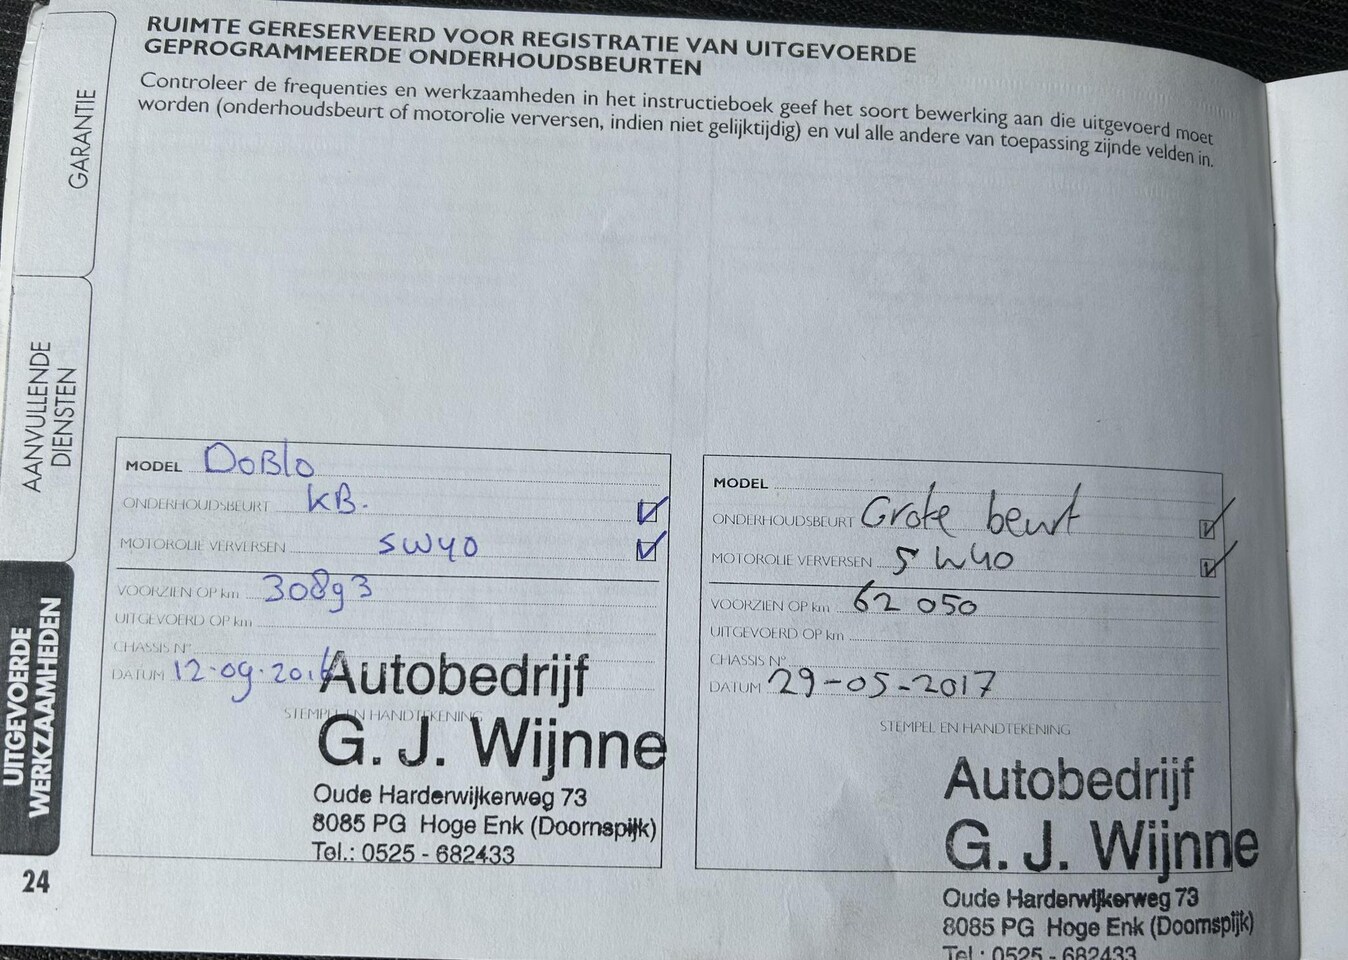 RUIMTE GERESERVEERD VOOR REGISTRATIE VAN UITGEVOERDE
GEPROGRAMMEERDE ONDERHOUDSBEURTEN
Controleer de frequenties en werkzaamheden in het instructieboek geef het soort bewerking aan die uitgevoerd moet
worden (onderhoudsbeurt of motorolie verversen, indien niet gelijktijdig) en vul alle andere van toepassing zijnde velden in.
GARANTIE
AANVULLENDE
DIENSTEN
UITGEVOERDE
WERKZAAMHEDEN
24
MODEL DoBlo
ONDERHOUDSBEURT KB.
MOTOROLIE VERVERSEN 5W40
VOORZIEN OP km 30893
UITGEVOERD OP km
CHASSIS N°
DATUM 12-09-2016
STEMPEL EN HANDTEKENING
Autobedrijf
G. J. Wijnne
Oude Harderwijkerweg 73
8085 PG Hoge Enk (Doornspijk)
Tel.: 0525 - 682433
MODEL
ONDERHOUDSBEURT Grote beurt
MOTOROLIE VERVERSEN 5W40
VOORZIEN OP km 62 050
UITGEVOERD OP km
CHASSIS N°
DATUM 29-05-2017
STEMPEL EN HANDTEKENING
Autobedrijf
G. J. Wijnne
Oude Harderwijkerweg 73
8085 PG Hoge Enk (Doornspijk)
Tel.: 0525 - 682433